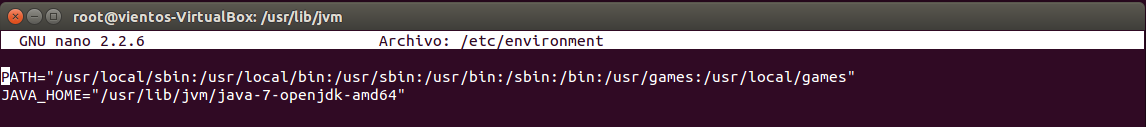 root@vientos-VirtualBox: /usr/lib/jvm
GNU nano 2.2.6 Archivo: /etc/environment
PATH="/usr/local/sbin:/usr/local/bin:/usr/sbin:/usr/bin:/sbin:/bin:/usr/games:/usr/local/games"
JAVA_HOME="/usr/lib/jvm/java-7-openjdk-amd64"